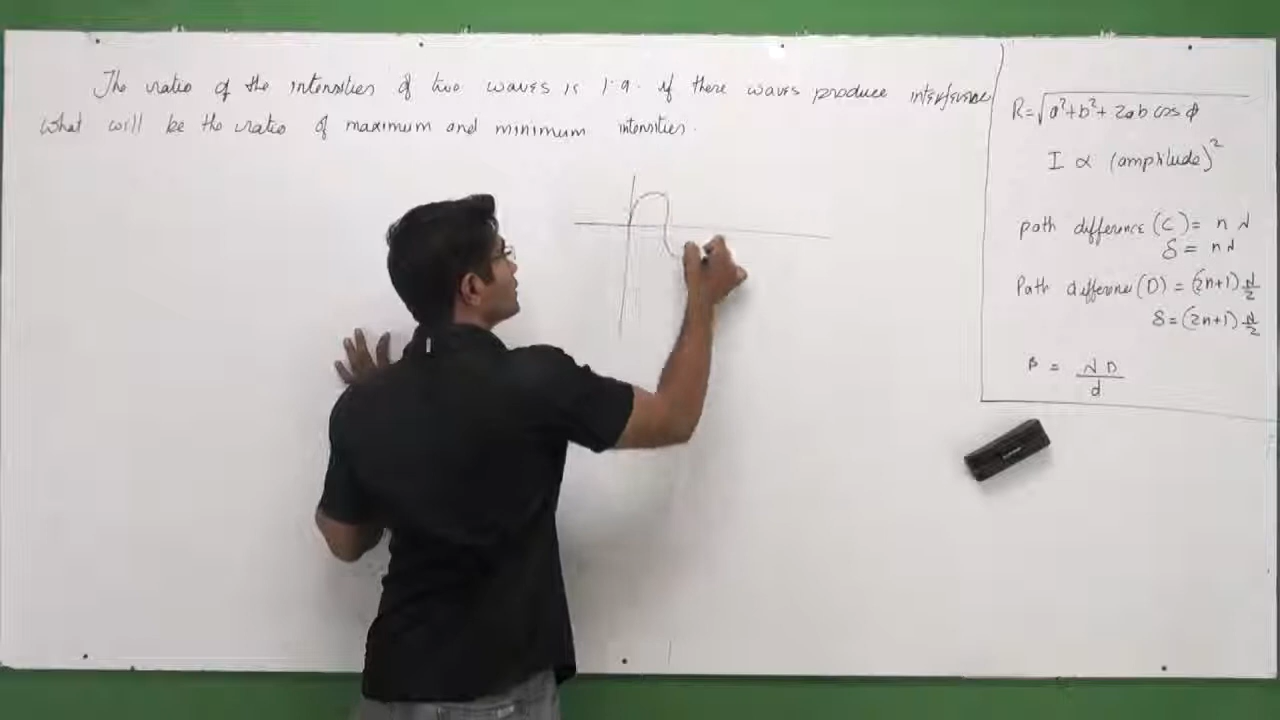 The ratio of the intensities of two waves is 1:9. if these waves produce interference
what will be the ratio of maximum and minimum intensities.
R=√a²+b²+2ab cos ϕ
I ∝ (amplitude)²
path difference (C) = n λ
δ = nλ
Path difference (D) = (2n+1) λ/2
δ = (2n+1) λ/2
β = λD/d